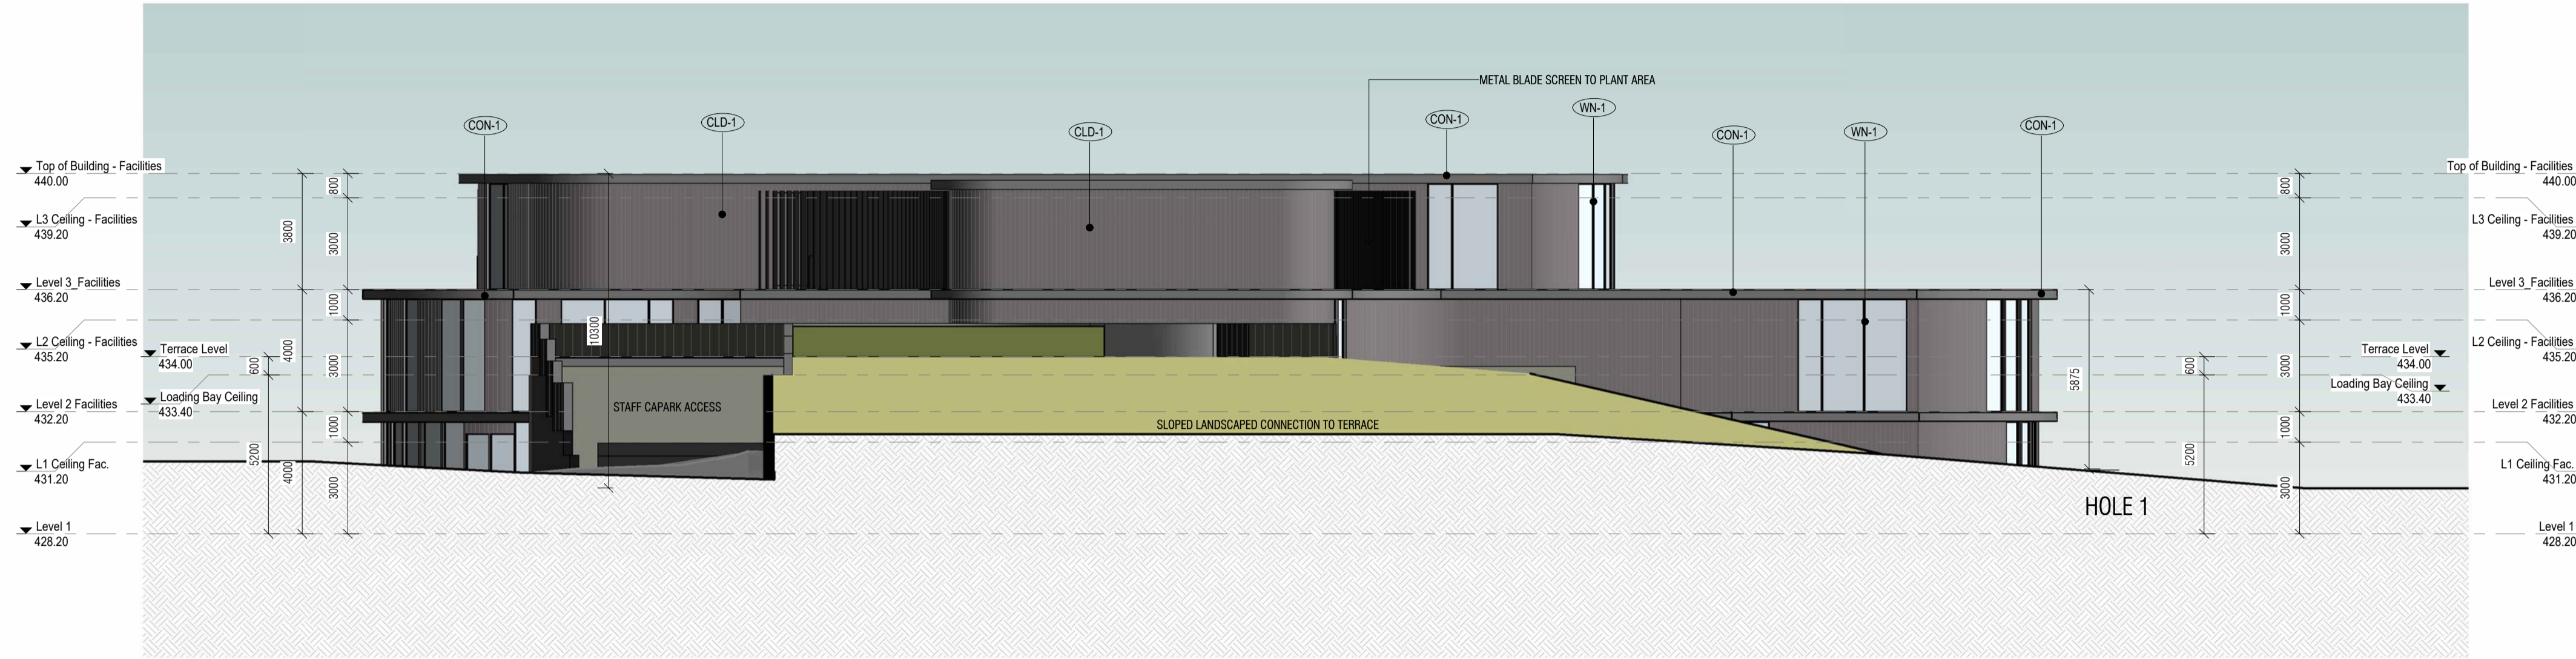 METAL BLADE SCREEN TO PLANT AREA
WN-1
CON-1
CLD-1
CLD-1
CON-1
CON-1
WN-1
CON-1
Top of Building - Facilities
440.00
L3 Ceiling - Facilities
439.20
Level 3_Facilities
436.20
L2 Ceiling - Facilities
435.20
Terrace Level
434.00
Loading Bay Ceiling
433.40
Level 2 Facilities
432.20
L1 Ceiling Fac.
431.20
Level 1
428.20
800
3800
3000
1000
4000
600
3000
1000
5200
4000
3000
10300
STAFF CAPARK ACCESS
SLOPED LANDSCAPED CONNECTION TO TERRACE
HOLE 1
5875
800
3000
1000
600
3000
1000
5200
3000
Top of Building - Facilities
440.00
L3 Ceiling - Facilities
439.20
Level 3_Facilities
436.20
L2 Ceiling - Facilities
435.20
Terrace Level
434.00
Loading Bay Ceiling
433.40
Level 2 Facilities
432.20
L1 Ceiling Fac.
431.20
Level 1
428.20